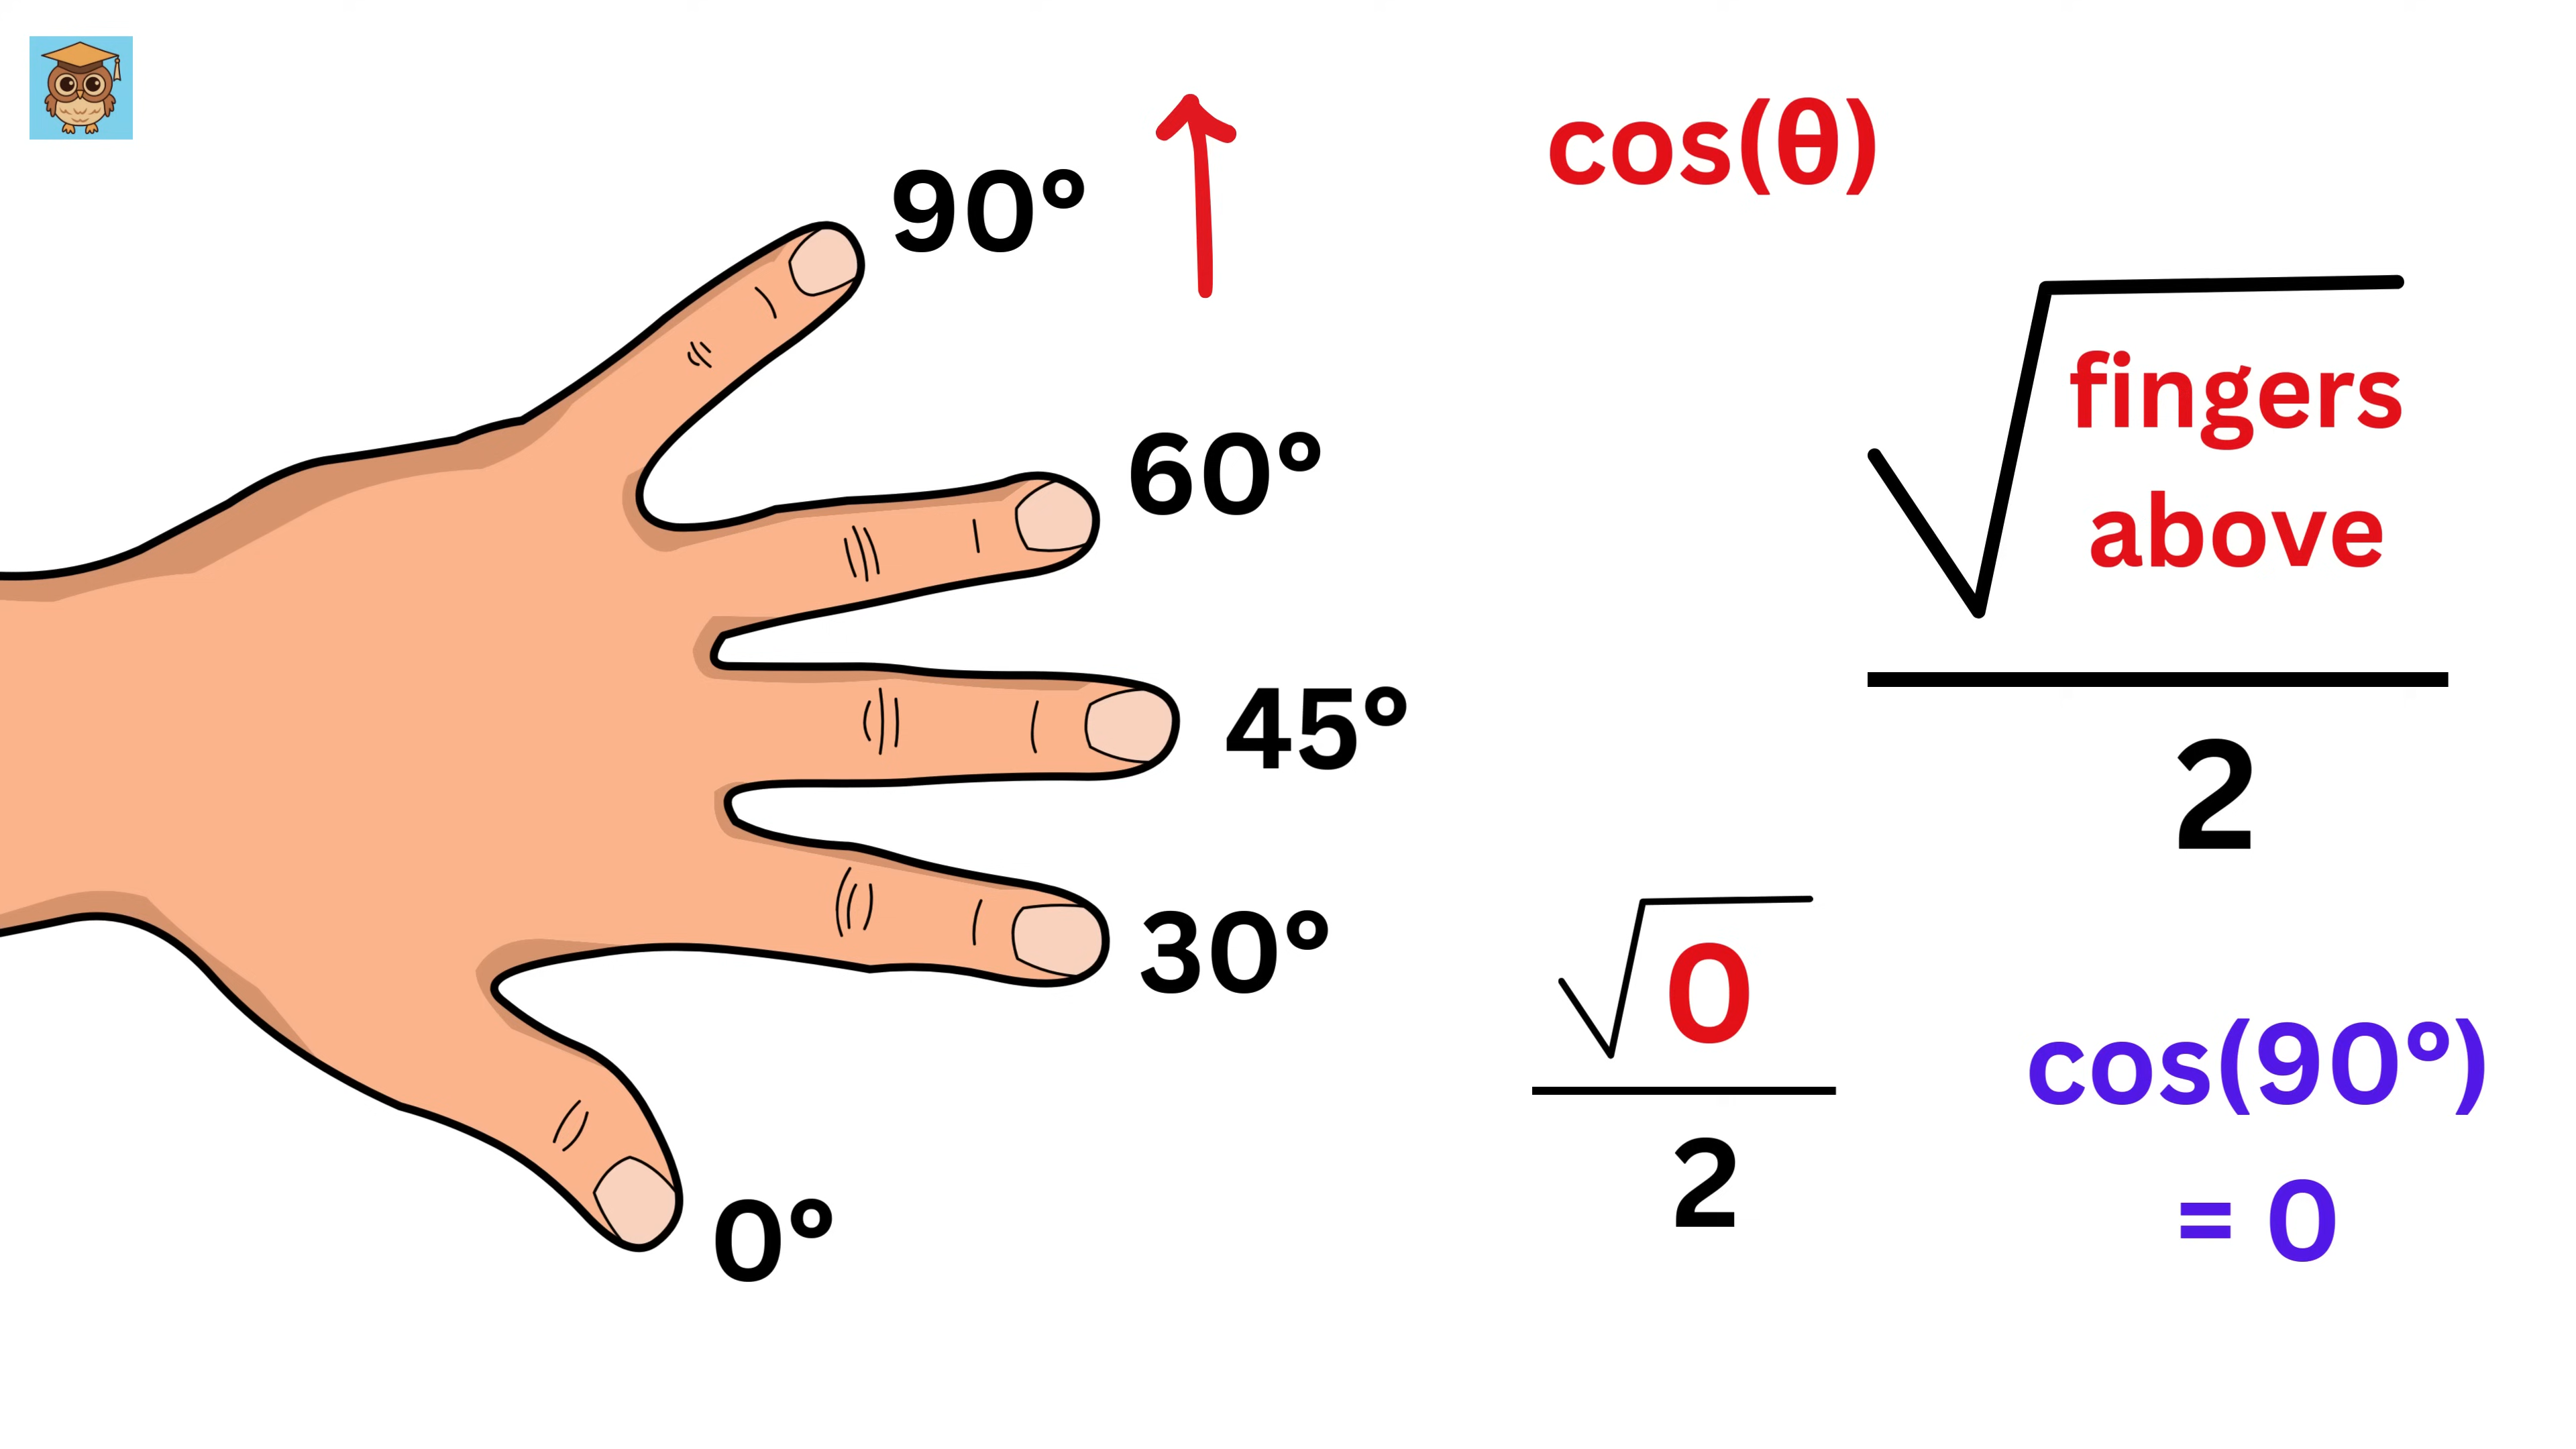 90°
60°
45°
30°
0°
cos(θ)
√fingers
above
2
√0
2
cos(90°)
= 0